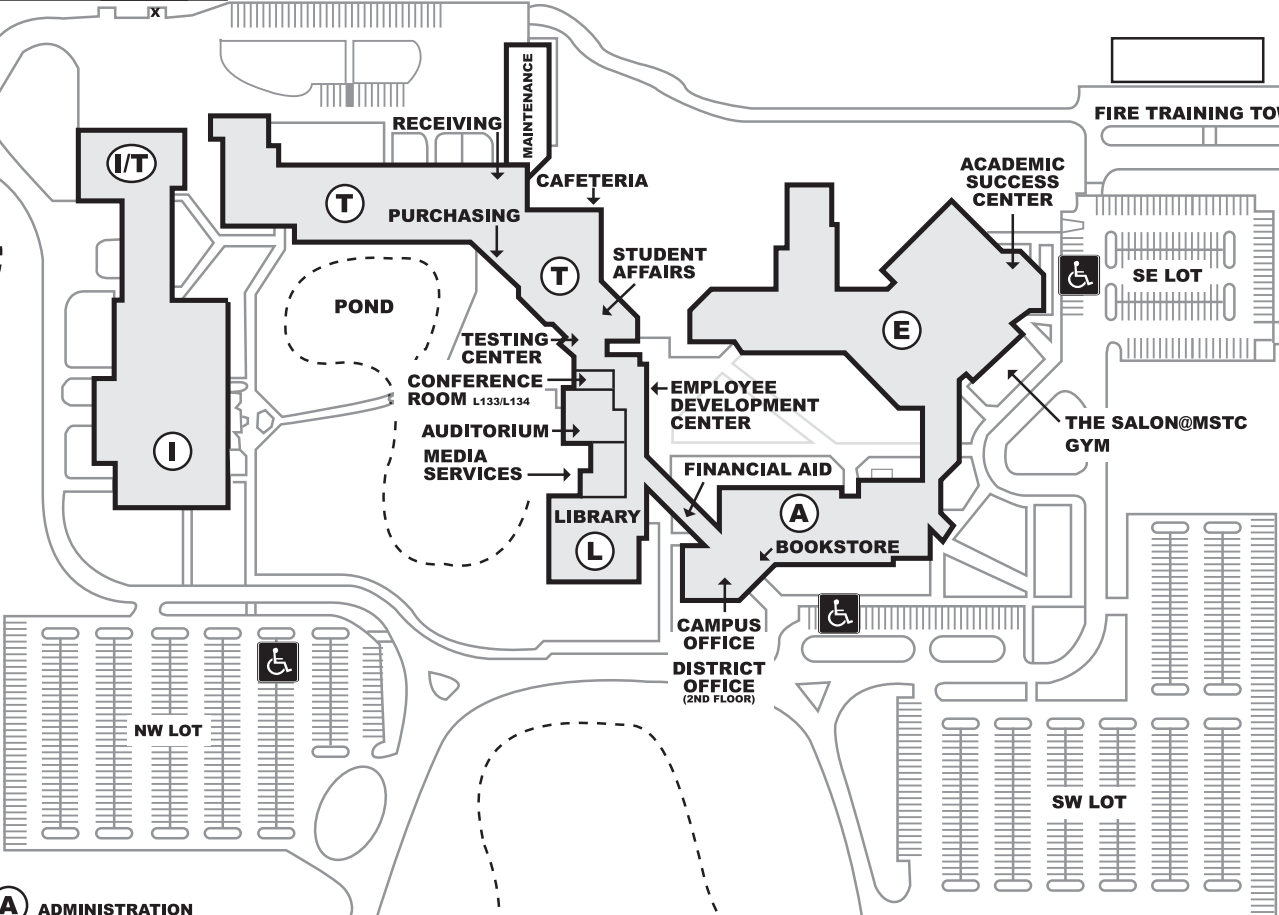 X
MAINTENANCE
RECEIVING
FIRE TRAINING
I/T
ACADEMIC
SUCCESS
CENTER
CAFETERIA
T
PURCHASING
STUDENT
AFFAIRS
T
SE LOT
POND
E
TESTING
CENTER
CONFERENCE
ROOM L133/L134
EMPLOYEE
DEVELOPMENT
CENTER
AUDITORIUM
THE SALON@MSTC
GYM
I
MEDIA
SERVICES
FINANCIAL AID
LIBRARY
A
L
BOOKSTORE
CAMPUS
OFFICE
DISTRICT
OFFICE
(2ND FLOOR)
NW LOT
SW LOT
A ADMINISTRATION